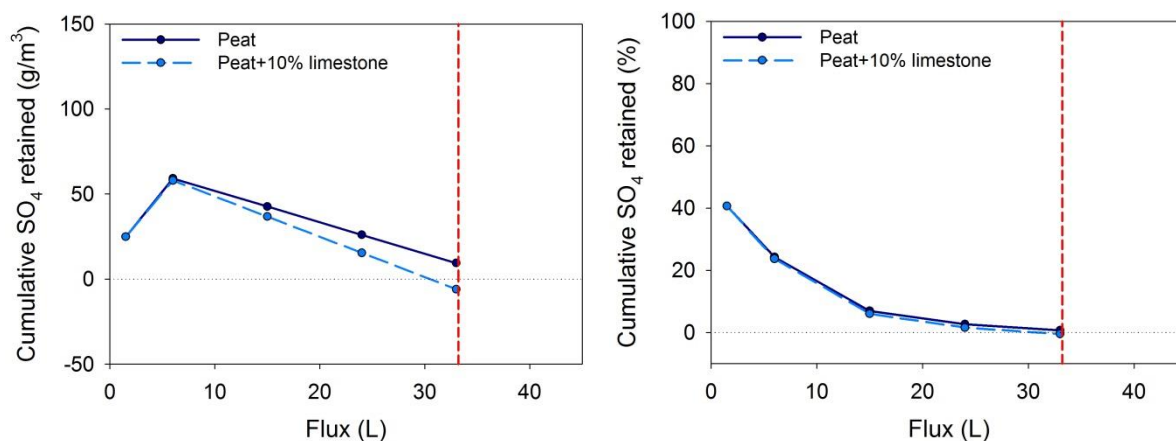 Cumulative SO₄ retained (g/m³)
150
100
50
0
-50
Peat
Peat+10% limestone
0 10 20 30 40
Flux (L)
Cumulative SO₄ retained (%)
100
80
60
40
20
0
Peat
Peat+10% limestone
0 10 20 30 40
Flux (L)